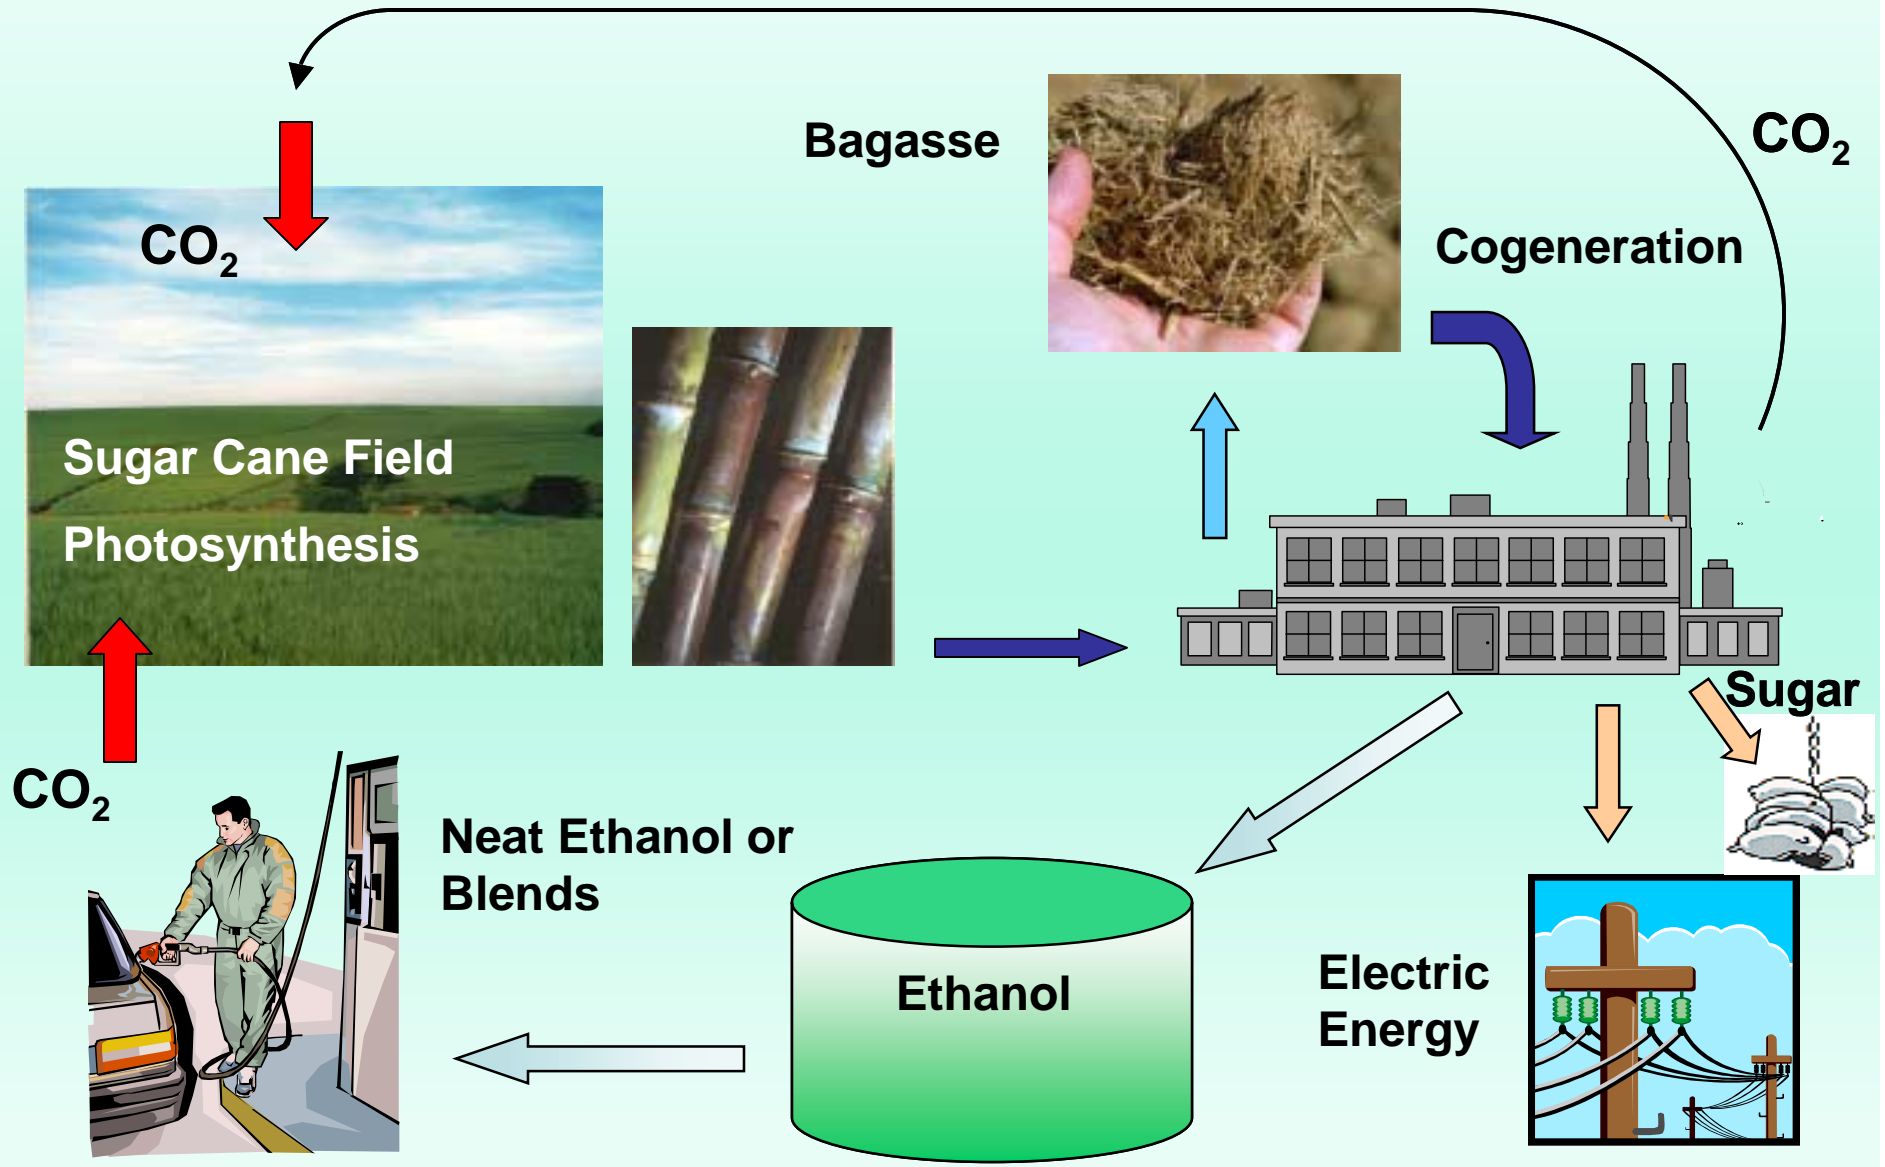 Bagasse
CO₂
CO₂
Cogeneration
Sugar Cane Field
Photosynthesis
Sugar
CO₂
Neat Ethanol or
Blends
Ethanol
Electric
Energy